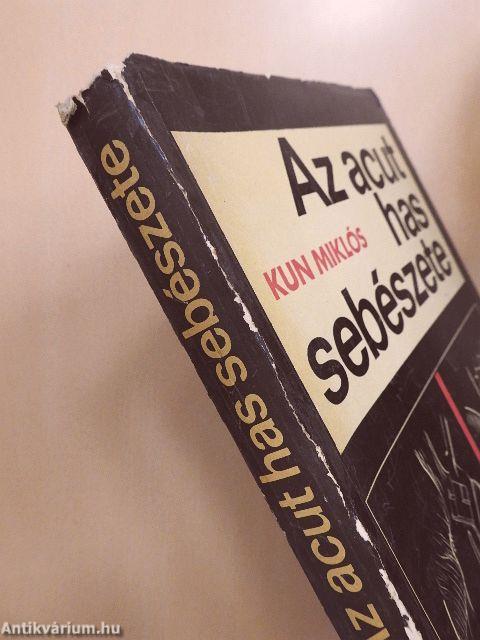 Az acut
has
sebészete
KUN MIKLÓS
Az acut has sebészete
Antikvárium.hu